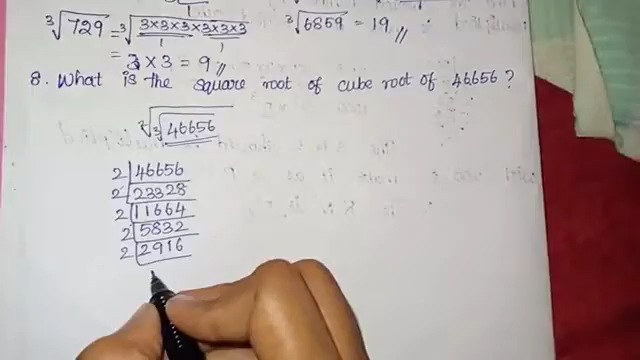 ∛729 = ∛3×3×3×3×3×3   ∛6859 = 19 //
= 3 × 3 = 9 //
8. What is the square root of cube root of 46656 ?
²√∛46656
2 | 46656
2 | 23328
2 | 11664
2 | 5832
2 | 2916